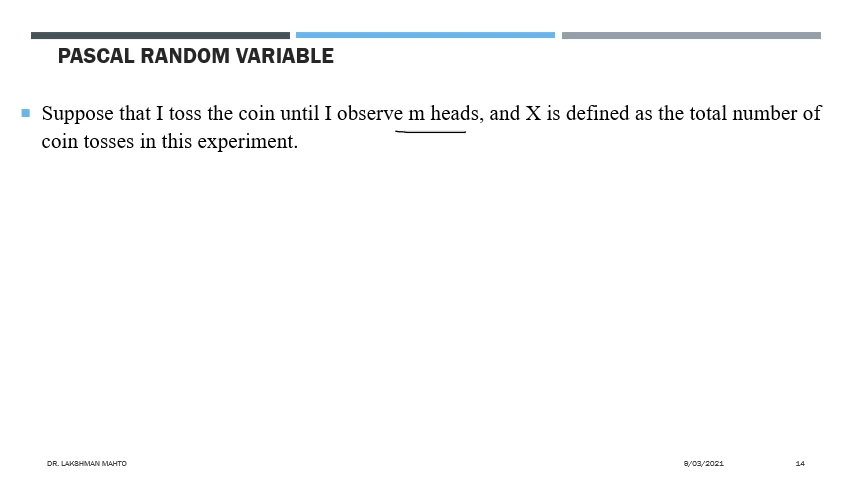 PASCAL RANDOM VARIABLE
Suppose that I toss the coin until I observe m heads, and X is defined as the total number of
coin tosses in this experiment.
DR. LAKSHMAN MAHTO 9/03/2021 14